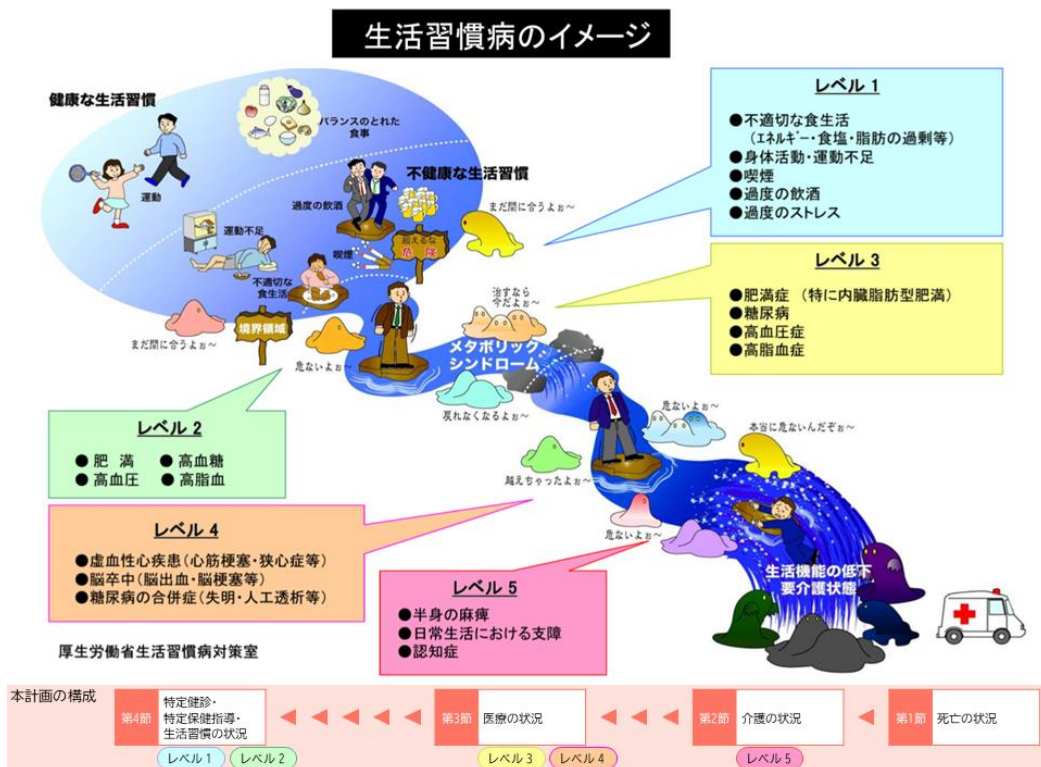 生活習慣病のイメージ
健康な生活習慣
バランスのとれた
食事
運動
不健康な生活習慣
過度の飲酒
まだ間に合うよぉ～
運動不足
喫煙
超えるな
危険
不適切な
食生活
境界領域
まだ間に合うよぉ～
危ないよぉ～
治すなら
今だよぉ～
メタボリック
シンドローム
戻れなくなるよぉ～
危ないよぉ～
本当に危ないんだぞぉ～
越えちゃったよぉ～
危ないよぉ～
生活機能の低下
要介護状態
レベル 1
●不適切な食生活
(エネルギー・食塩・脂肪の過剰等)
●身体活動・運動不足
●喫煙
●過度の飲酒
●過度のストレス
レベル 3
●肥満症 (特に内臓脂肪型肥満)
●糖尿病
●高血圧症
●高脂血症
レベル 2
● 肥 満 ● 高血糖
● 高血圧 ● 高脂血
レベル 4
●虚血性心疾患(心筋梗塞・狭心症等)
●脳卒中(脳出血・脳梗塞等)
●糖尿病の合併症(失明・人工透析等)
レベル 5
●半身の麻痺
●日常生活における支障
●認知症
厚生労働省生活習慣病対策室
本計画の構成
第4節 特定健診・
特定保健指導・
生活習慣の状況
第3節 医療の状況
第2節 介護の状況
第1節 死亡の状況
レベル 1 レベル 2 レベル 3 レベル 4 レベル 5